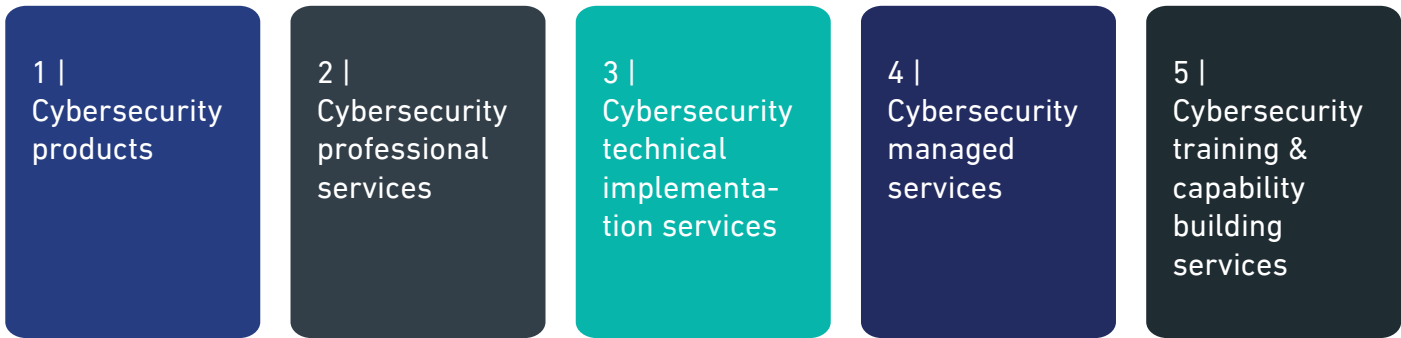 1 |
Cybersecurity
products
2 |
Cybersecurity
professional
services
3 |
Cybersecurity
technical
implementa-
tion services
4 |
Cybersecurity
managed
services
5 |
Cybersecurity
training &
capability
building
services